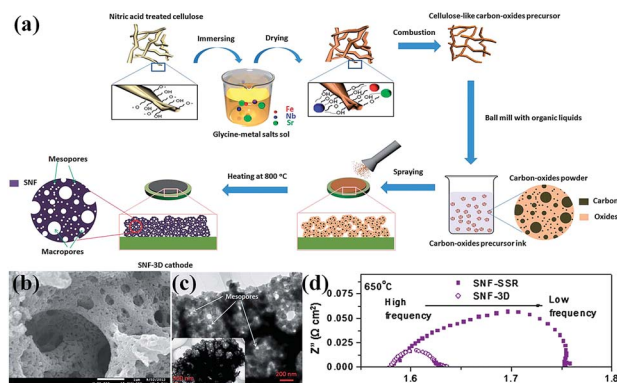 (a)
Nitric acid treated cellulose
Immersing
Drying
Combustion
Cellulose-like carbon-oxides precursor
Fe
Nb
Sr
Glycine-metal salts sol
Ball mill with organic liquids
Mesopores
SNF
Heating at 800 ºC
Spraying
Carbon-oxides powder
Carbon
Oxides
Macropores
SNF-3D cathode
Carbon-oxides precursor ink
(b)
(c)
Mesopores
200 nm
(d)
650°C
SNF-SSR
SNF-3D
High frequency
Low frequency
Z'' (Ω cm²)
0.075
0.050
0.025
0.000
1.6
1.7
1.8